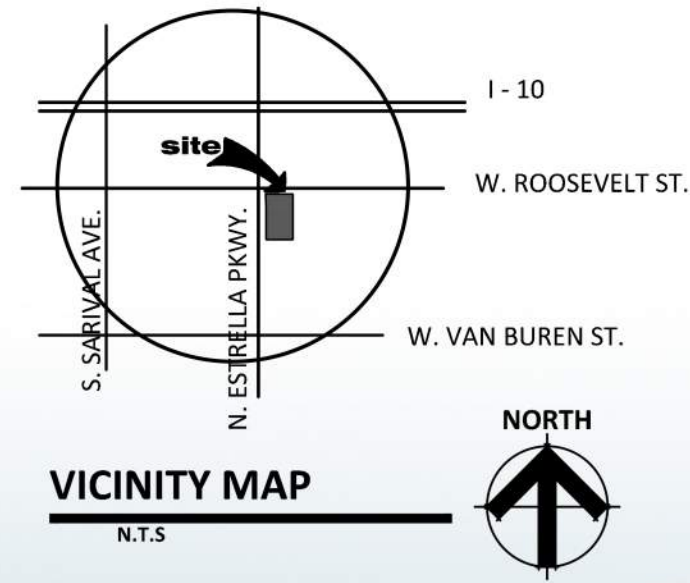 I - 10
site
W. ROOSEVELT ST.
S. SARIVAL AVE.
N. ESTRELLA PKWY.
W. VAN BUREN ST.
NORTH
VICINITY MAP
N.T.S